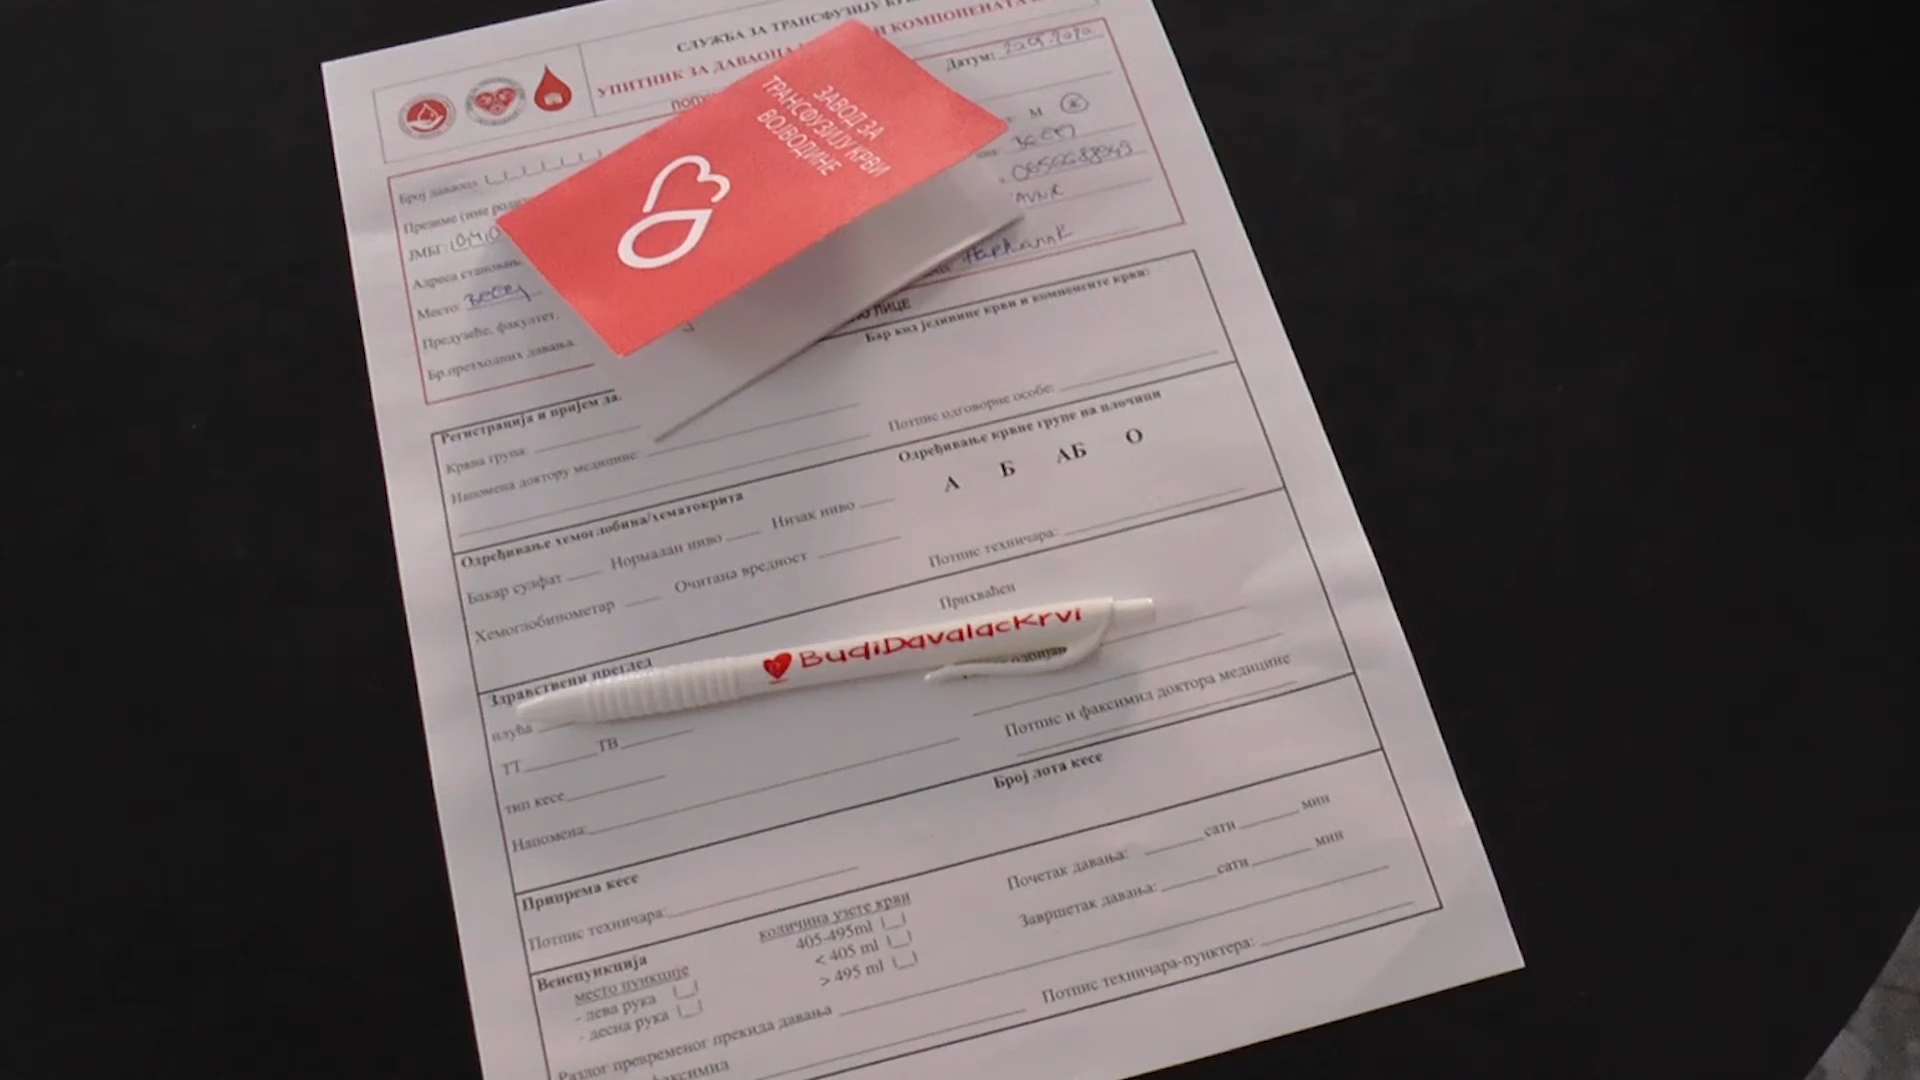 СЛУЖБА ЗА ТРАНСФУЗИЈУ
УПИТНИК ЗА ДАВАОЦА КОМПОНЕНАТА
Датум:
ЗАВОД ЗА
ТРАНСФУЗИЈУ КРВИ
ВОЈВОДИНЕ
М
Број даваоца
Презиме (име
ЈМБГ:
Адреса
Место:
Предузеће, факултет,
Бр.претходних давања
ЛИЦЕ
Регистрација и пријем
Бар код јединице крви и компоненте крви:
Крвна група:
Напомена доктору медицине:
Потпис одговорне особе:
Одређивање хемоглобина/хематокрита
Одређивање крвне групе на плочици
А Б АБ О
Бакар сулфат Нормалан ниво Низак ниво
Хемоглобинометар Очитана вредност
Потпис техничара:
Здравствени преглед
Прихваћен
BudiDavalacKrvi
плућа
ТТ ТВ
тип кесе
Напомена:
Потпис и факсимил доктора медицине
Припрема кесе
Број лота кесе
Потпис техничара:
Венепункција
место пункције
- лева рука
- десна рука
количина узете крви
405-495ml
< 405 ml
> 495 ml
Почетак давања: сати мин
Завршетак давања: сати мин
Разлог превременог прекида давања
Потпис техничара-пунктера: